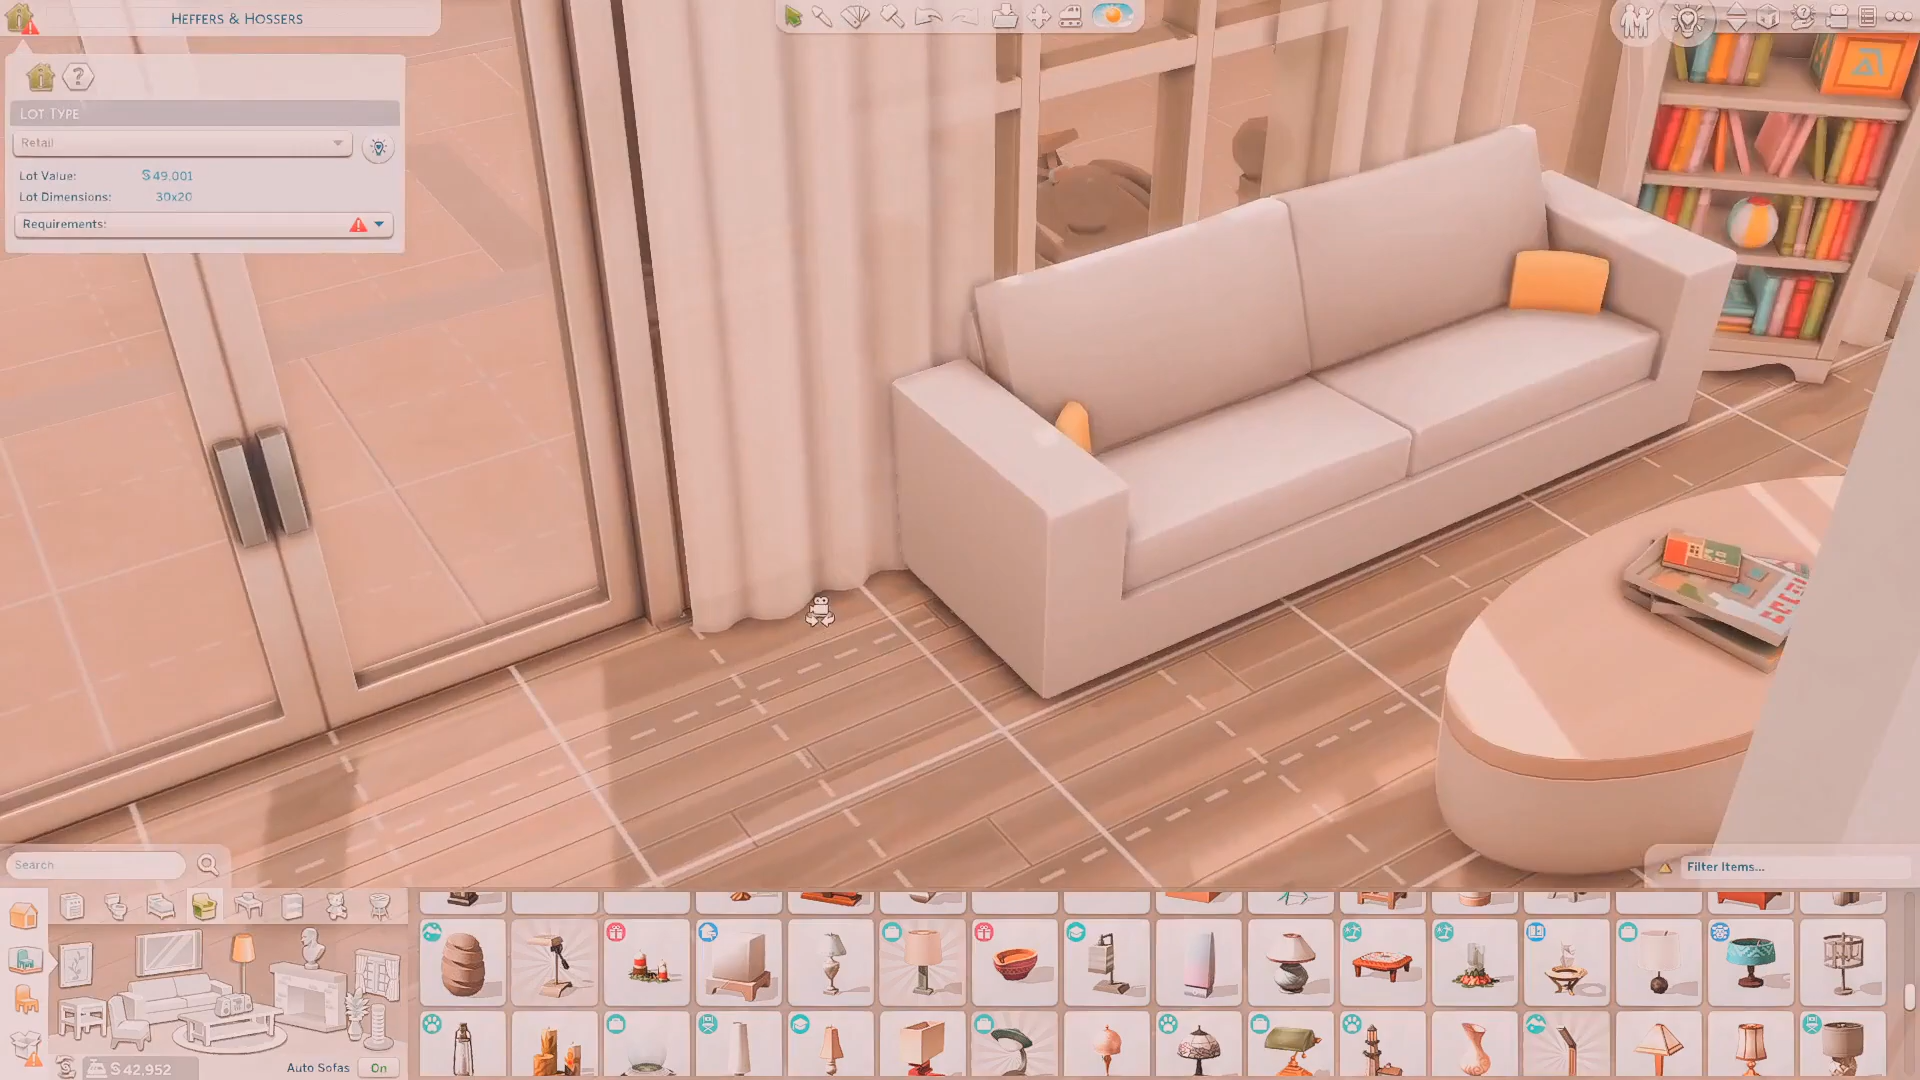 HEFFERS & HOSSERS
LOT TYPE
Retail
Lot Value: §49,001
Lot Dimensions: 30x20
Requirements:
Search
Filter Items...
§42,952
Auto Sofas On